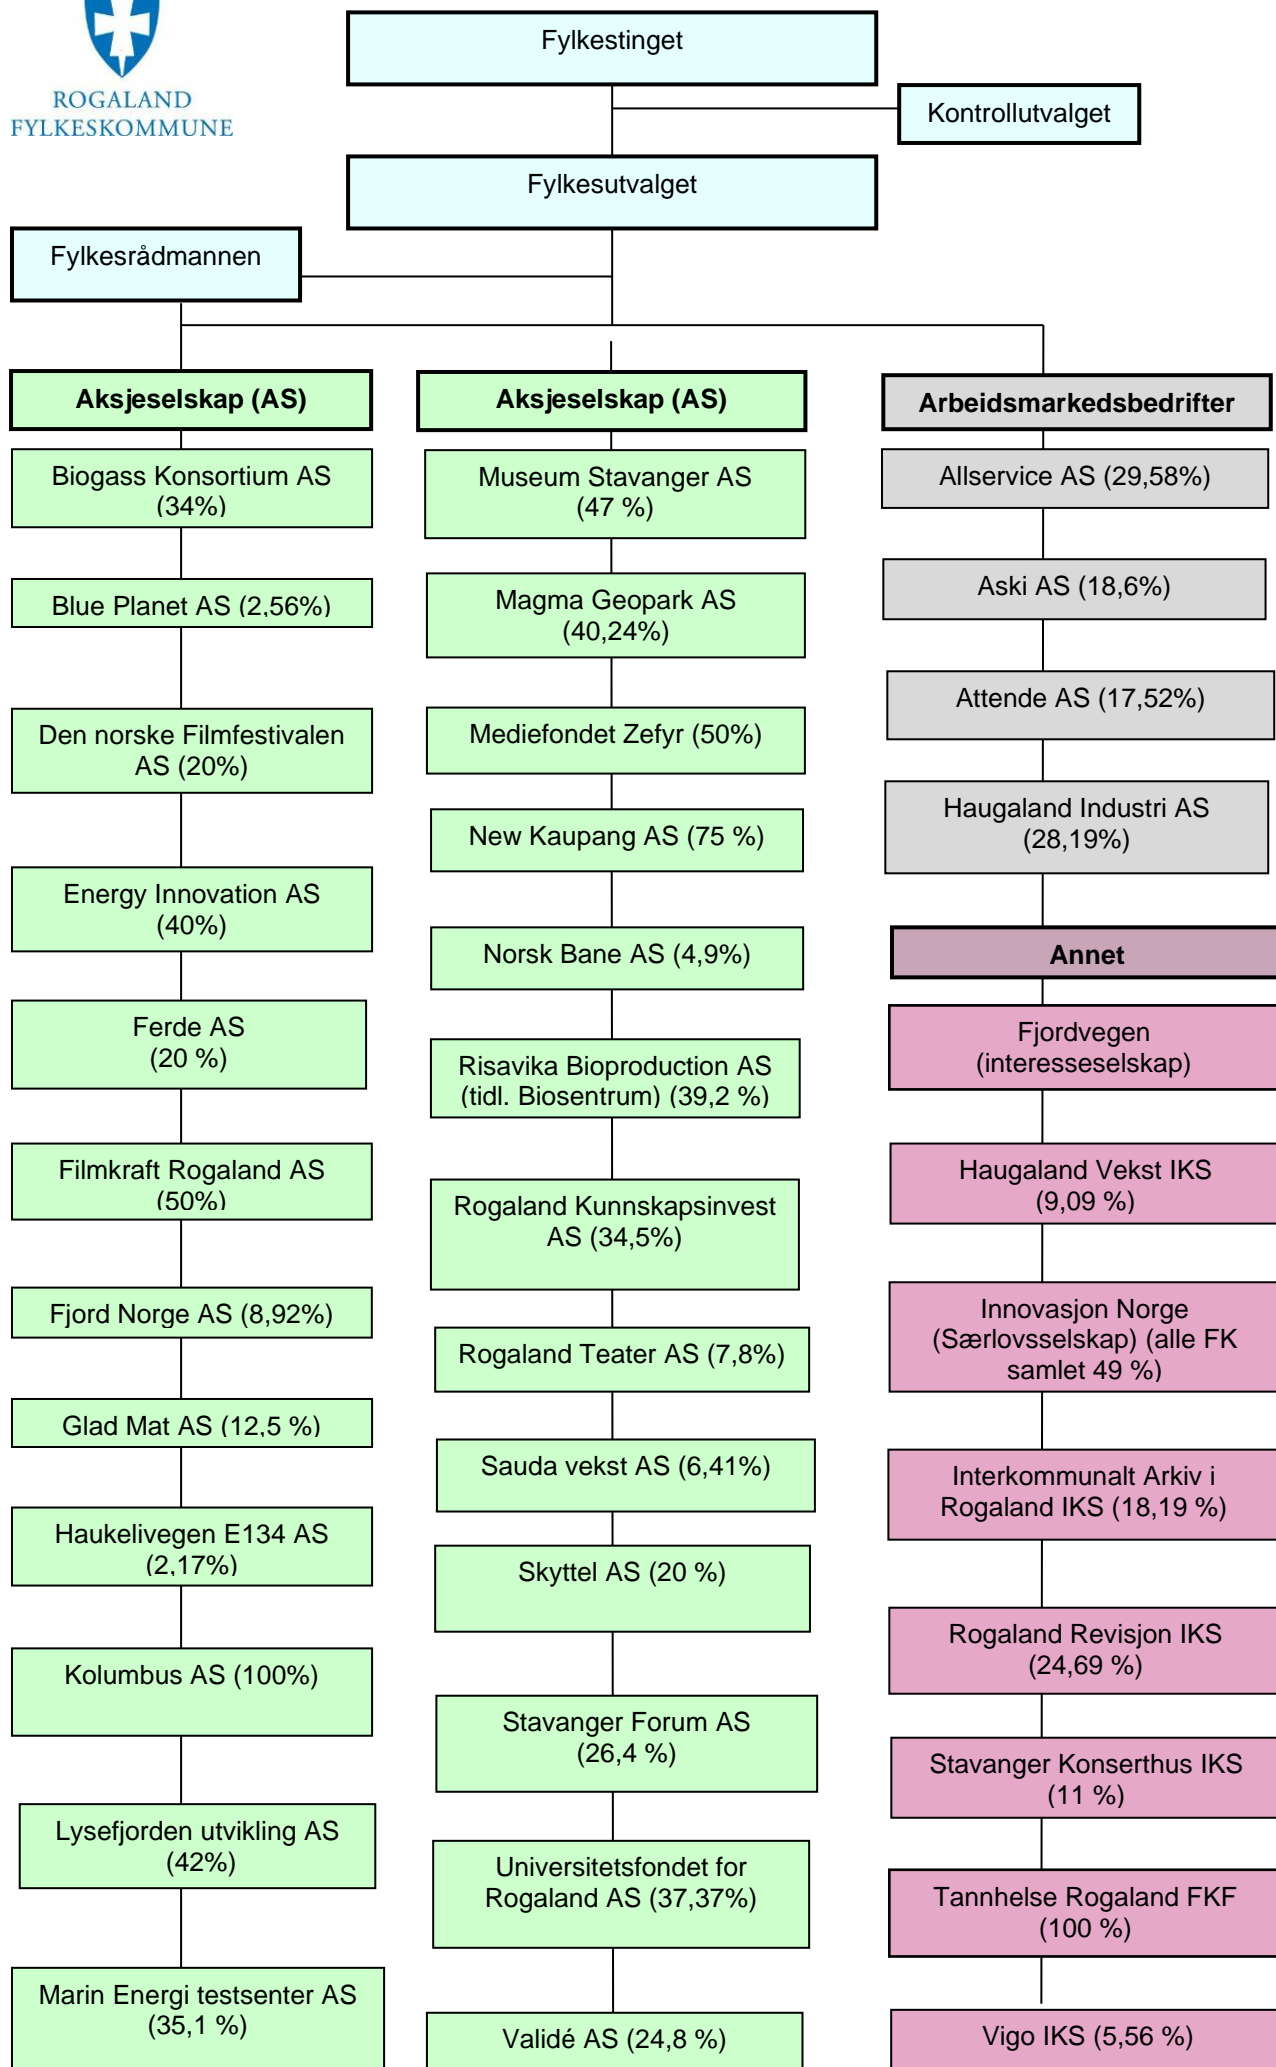 ROGALAND
FYLKESKOMMUNE
Fylkestinget
Kontrollutvalget
Fylkesutvalget
Fylkesrådmannen
Aksjeselskap (AS)
Biogass Konsortium AS
(34%)
Blue Planet AS (2,56%)
Den norske Filmfestivalen
AS (20%)
Energy Innovation AS
(40%)
Ferde AS
(20 %)
Filmkraft Rogaland AS
(50%)
Fjord Norge AS (8,92%)
Glad Mat AS (12,5 %)
Haukelivegen E134 AS
(2,17%)
Kolumbus AS (100%)
Lysefjorden utvikling AS
(42%)
Marin Energi testsenter AS
(35,1 %)
Aksjeselskap (AS)
Museum Stavanger AS
(47 %)
Magma Geopark AS
(40,24%)
Mediefondet Zefyr (50%)
New Kaupang AS (75 %)
Norsk Bane AS (4,9%)
Risavika Bioproduction AS
(tidl. Biosentrum) (39,2 %)
Rogaland Kunnskapsinvest
AS (34,5%)
Rogaland Teater AS (7,8%)
Sauda vekst AS (6,41%)
Skyttel AS (20 %)
Stavanger Forum AS
(26,4 %)
Universitetsfondet for
Rogaland AS (37,37%)
Validé AS (24,8 %)
Arbeidsmarkedsbedrifter
Allservice AS (29,58%)
Aski AS (18,6%)
Attende AS (17,52%)
Haugaland Industri AS
(28,19%)
Annet
Fjordvegen
(interesseselskap)
Haugaland Vekst IKS
(9,09 %)
Innovasjon Norge
(Særlovsselskap) (alle FK
samlet 49 %)
Interkommunalt Arkiv i
Rogaland IKS (18,19 %)
Rogaland Revisjon IKS
(24,69 %)
Stavanger Konserthus IKS
(11 %)
Tannhelse Rogaland FKF
(100 %)
Vigo IKS (5,56 %)